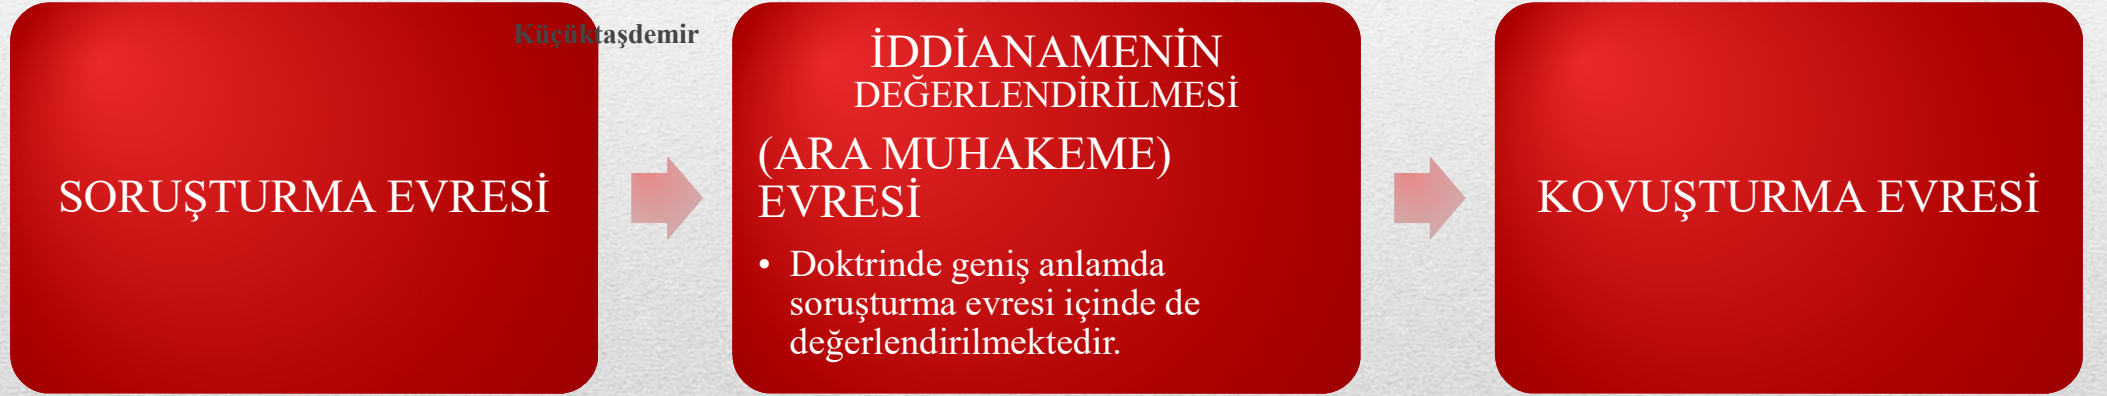 Küçüktaşdemir
SORUŞTURMA EVRESİ
İDDİANAMENİN
DEĞERLENDİRİLMESİ
(ARA MUHAKEME)
EVRESİ
• Doktrinde geniş anlamda
soruşturma evresi içinde de
değerlendirilmektedir.
KOVUŞTURMA EVRESİ